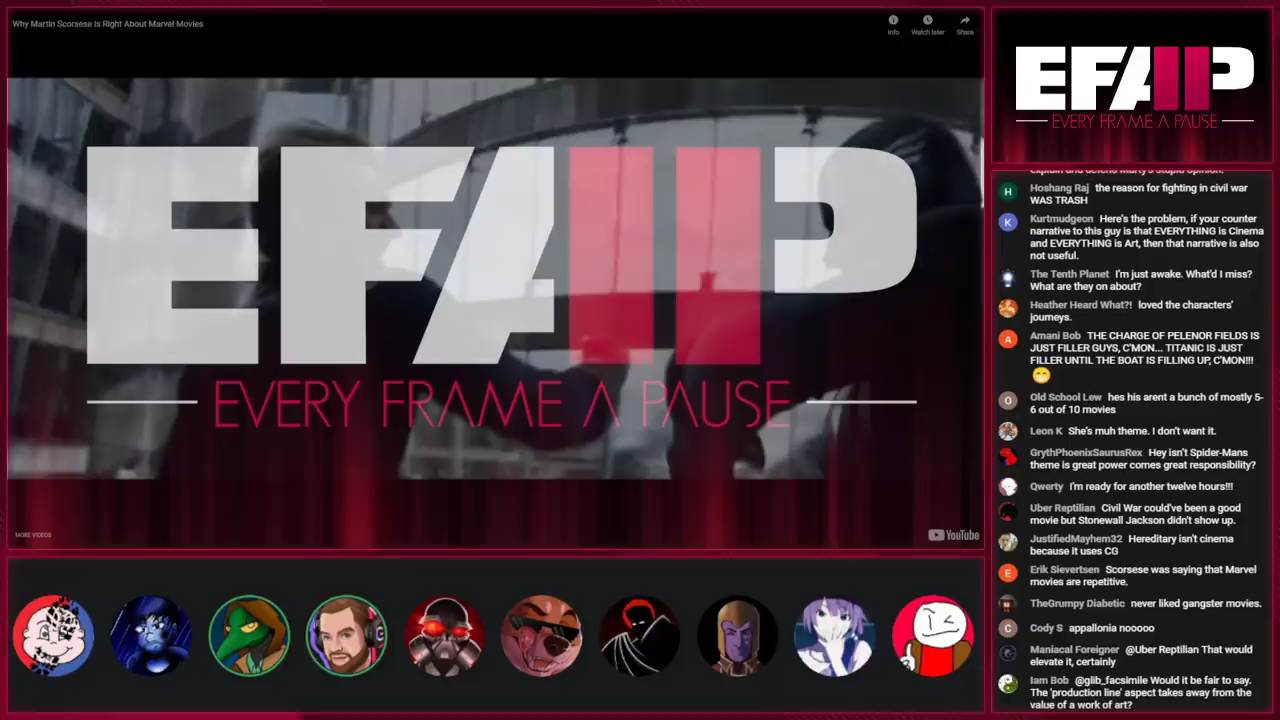 Why Martin Scorsese Is Right About Marvel Movies
Info
Watch later
Share
EFAP
EVERY FRAME A PAUSE
MORE VIDEOS
YouTube
EFAP
EVERY FRAME A PAUSE
explain and defend Marty's stupid opinion.
H
Hoshang Raj the reason for fighting in civil war
WAS TRASH
K
Kurtmudgeon Here's the problem, if your counter
narrative to this guy is that EVERYTHING is Cinema
and EVERYTHING is Art, then that narrative is also
not useful.
The Tenth Planet I'm just awake. What'd I miss?
What are they on about?
Heather Heard What?! loved the characters'
journeys.
A
Amani Bob THE CHARGE OF PELENOR FIELDS IS
JUST FILLER GUYS, C'MON... TITANIC IS JUST
FILLER UNTIL THE BOAT IS FILLING UP, C'MON!!!
O
Old School Lew hes his arent a bunch of mostly 5-
6 out of 10 movies
Leon K She's muh theme. I don't want it.
GrythPhoenixSaurusRex Hey isn't Spider-Mans
theme is great power comes great responsibility?
Qwerty I'm ready for another twelve hours!!!
Uber Reptilian Civil War could've been a good
movie but Stonewall Jackson didn't show up.
JustifiedMayhem32 Hereditary isn't cinema
because it uses CG
E
Erik Sievertsen Scorsese was saying that Marvel
movies are repetitive.
TheGrumpy Diabetic never liked gangster movies.
C
Cody S appallonia nooooo
Maniacal Foreigner @Uber Reptilian That would
elevate it, certainly
Iam Bob @glib_facsimile Would it be fair to say.
The 'production line' aspect takes away from the
value of a work of art?